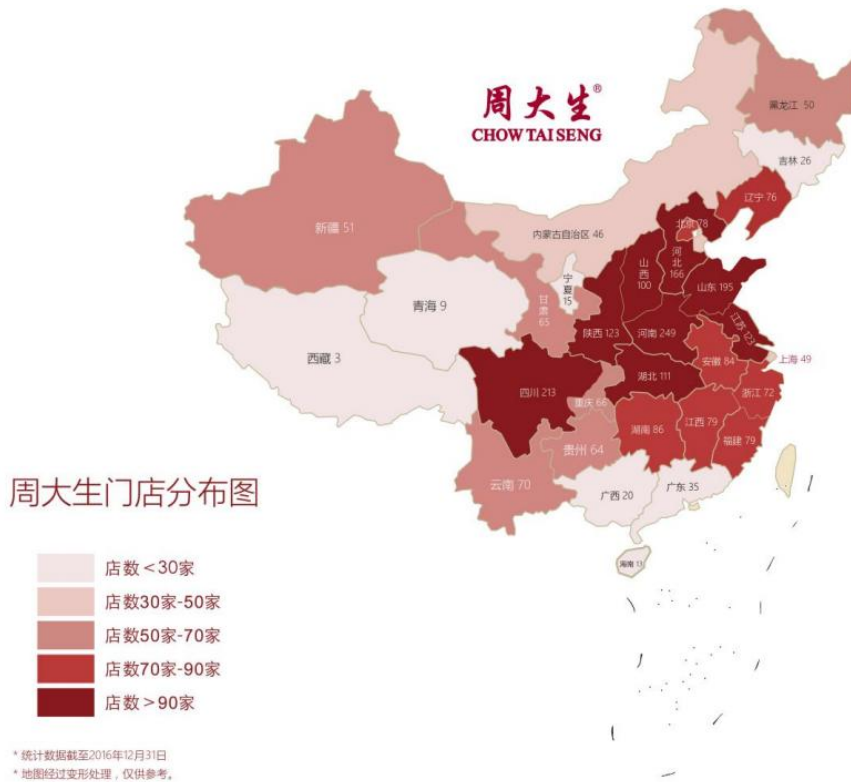 周大生®
CHOW TAI SENG
黑龙江 50
吉林 26
辽宁 76
新疆 51
内蒙古自治区 46
北京 78
河北 166
山西 100
宁夏 15
山东 195
青海 9
甘肃 65
西藏 3
陕西 123
河南 249
江苏 123
上海 49
安徽 84
四川 213
湖北 111
重庆 66
浙江 72
湖南 86
江西 79
福建 79
贵州 64
云南 70
广西 20
广东 35
海南 13
周大生门店分布图
店数<30家
店数30家-50家
店数50家-70家
店数70家-90家
店数>90家
* 统计数据截至2016年12月31日
* 地图经过变形处理，仅供参考。